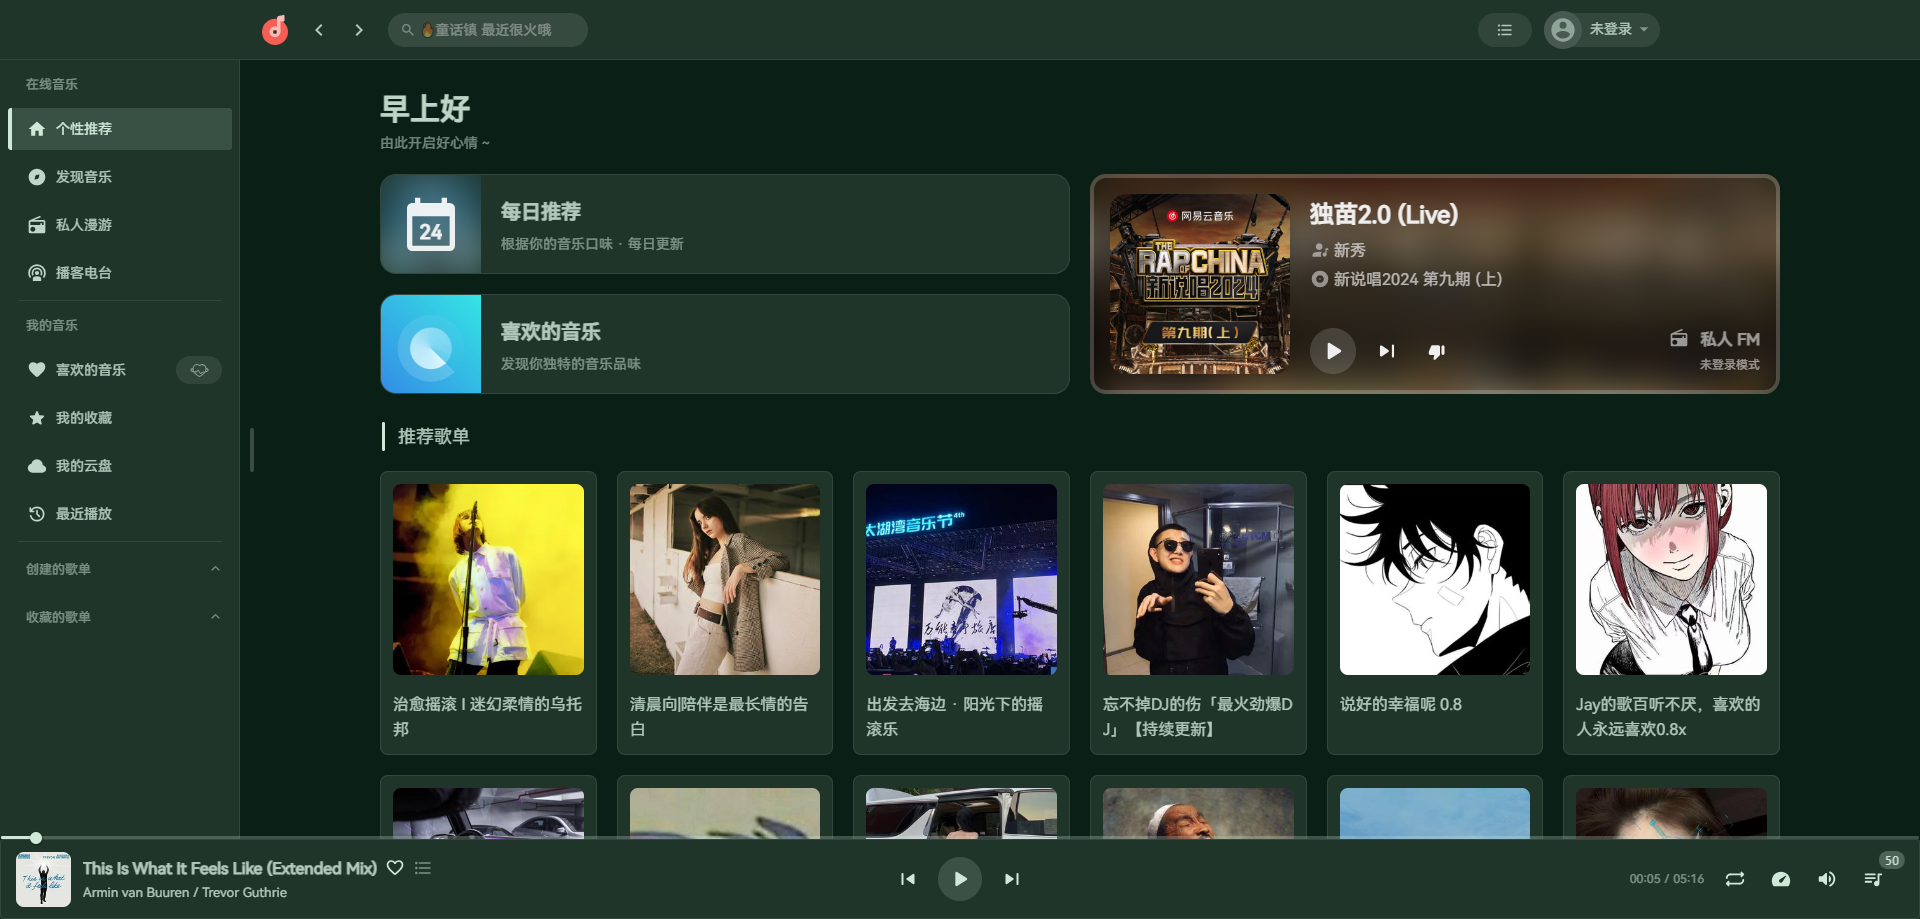 童话镇 最近很火哦
未登录
在线音乐
个性推荐
发现音乐
私人漫游
播客电台
我的音乐
喜欢的音乐
我的收藏
我的云盘
最近播放
创建的歌单
收藏的歌单
早上好
由此开启好心情 ~
24
每日推荐
根据你的音乐口味 · 每日更新
喜欢的音乐
发现你独特的音乐品味
网易云音乐
THE
RAP OF CHINA
新说唱2024
第九期(上)
独苗2.0 (Live)
新秀
新说唱2024 第九期 (上)
私人 FM
未登录模式
推荐歌单
太湖湾音乐节4th
万能青年旅店
治愈摇滚 I 迷幻柔情的乌托
邦
清晨向|陪伴是最长情的告
白
出发去海边 · 阳光下的摇
滚乐
忘不掉DJ的伤「最火劲爆D
J」【持续更新】
说好的幸福呢 0.8
Jay的歌百听不厌，喜欢的
人永远喜欢0.8x
This Is What It Feels Like (Extended Mix)
Armin van Buuren / Trevor Guthrie
00:05 / 05:16
50